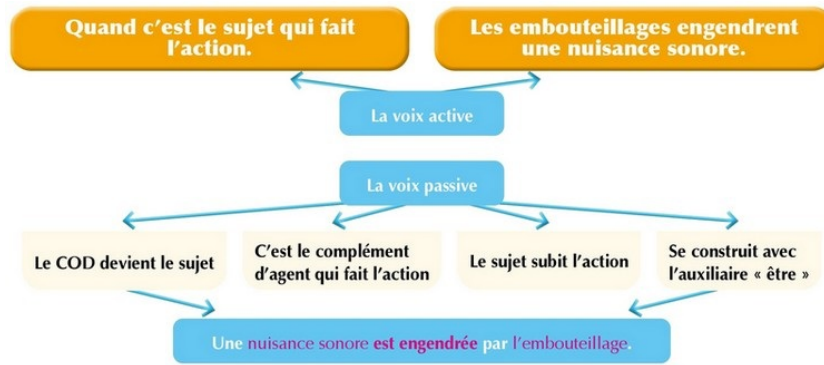 Quand c’est le sujet qui fait
l’action.
Les embouteillages engendrent
une nuisance sonore.
La voix active
La voix passive
Le COD devient le sujet
C’est le complément
d’agent qui fait l’action
Le sujet subit l’action
Se construit avec
l’auxiliaire « être »
Une nuisance sonore est engendrée par l’embouteillage.